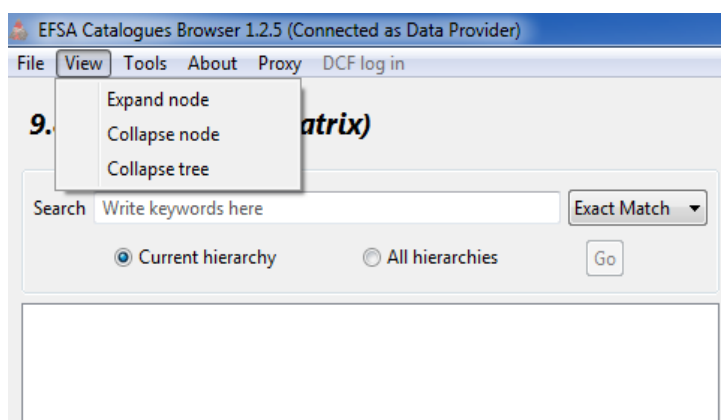 EFSA Catalogues Browser 1.2.5 (Connected as Data Provider)
File View Tools About Proxy DCF log in
Expand node
Collapse node
Collapse tree
9. atrix)
Search Write keywords here Exact Match
Current hierarchy All hierarchies Go